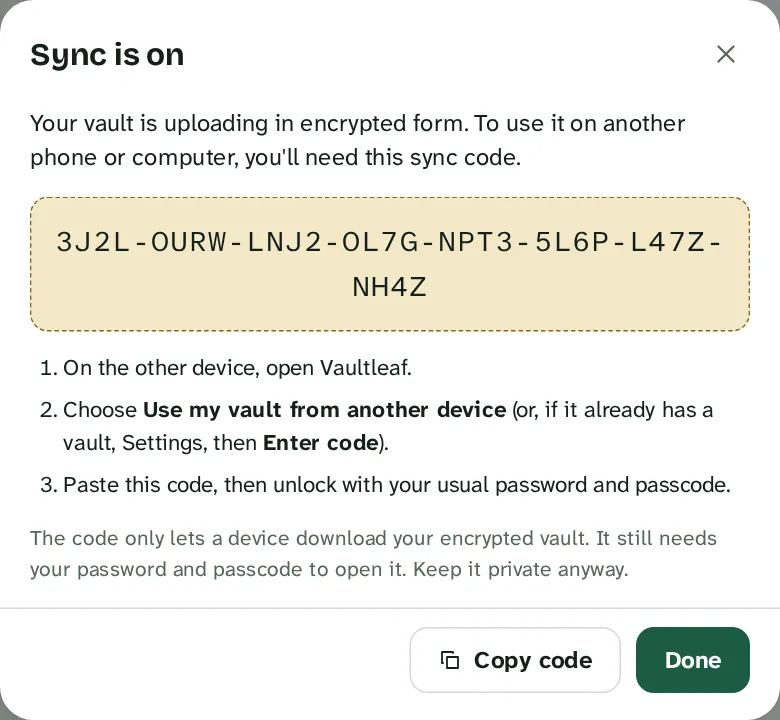 Sync is on
Your vault is uploading in encrypted form. To use it on another
phone or computer, you'll need this sync code.
3J2L-OURW-LNJ2-OL7G-NPT3-5L6P-L47Z-
NH4Z
1. On the other device, open Vaultleaf.
2. Choose Use my vault from another device (or, if it already has a
vault, Settings, then Enter code).
3. Paste this code, then unlock with your usual password and passcode.
The code only lets a device download your encrypted vault. It still needs
your password and passcode to open it. Keep it private anyway.
Copy code
Done